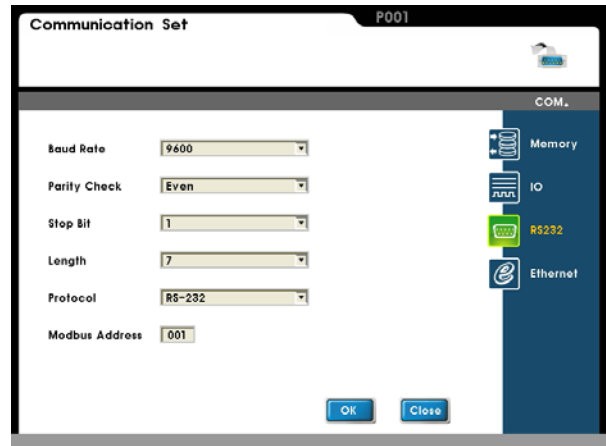 Communication Set
P001
COM.
Baud Rate 9600
Memory
Parity Check Even
IO
Stop Bit 1
RS232
Length 7
Ethernet
Protocol RS-232
Modbus Address 001
OK Close